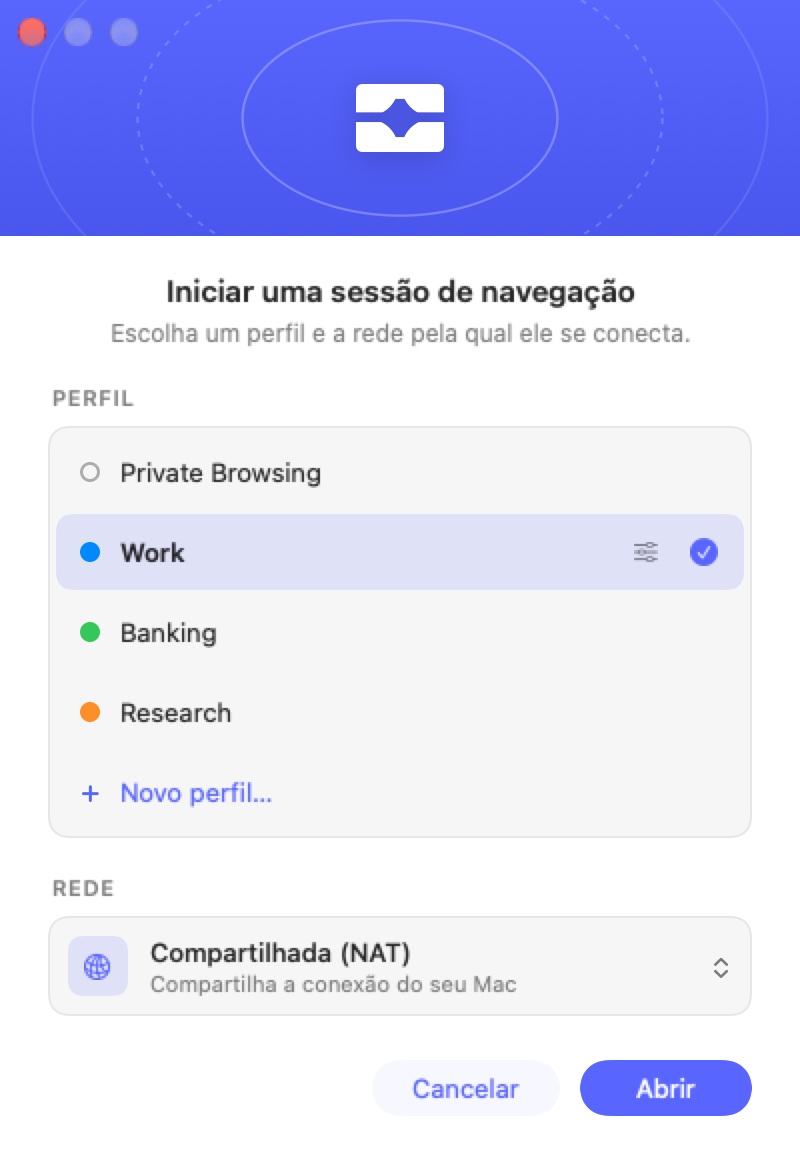 Iniciar uma sessão de navegação
Escolha um perfil e a rede pela qual ele se conecta.
PERFIL
Private Browsing
Work
Banking
Research
+ Novo perfil...
REDE
Compartilhada (NAT)
Compartilha a conexão do seu Mac
Cancelar
Abrir